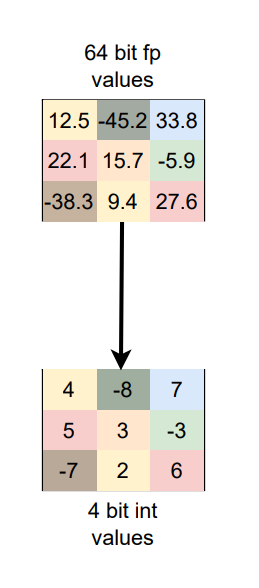 64 bit fp
values
12.5 -45.2 33.8
22.1 15.7 -5.9
-38.3 9.4 27.6
4 -8 7
5 3 -3
-7 2 6
4 bit int
values